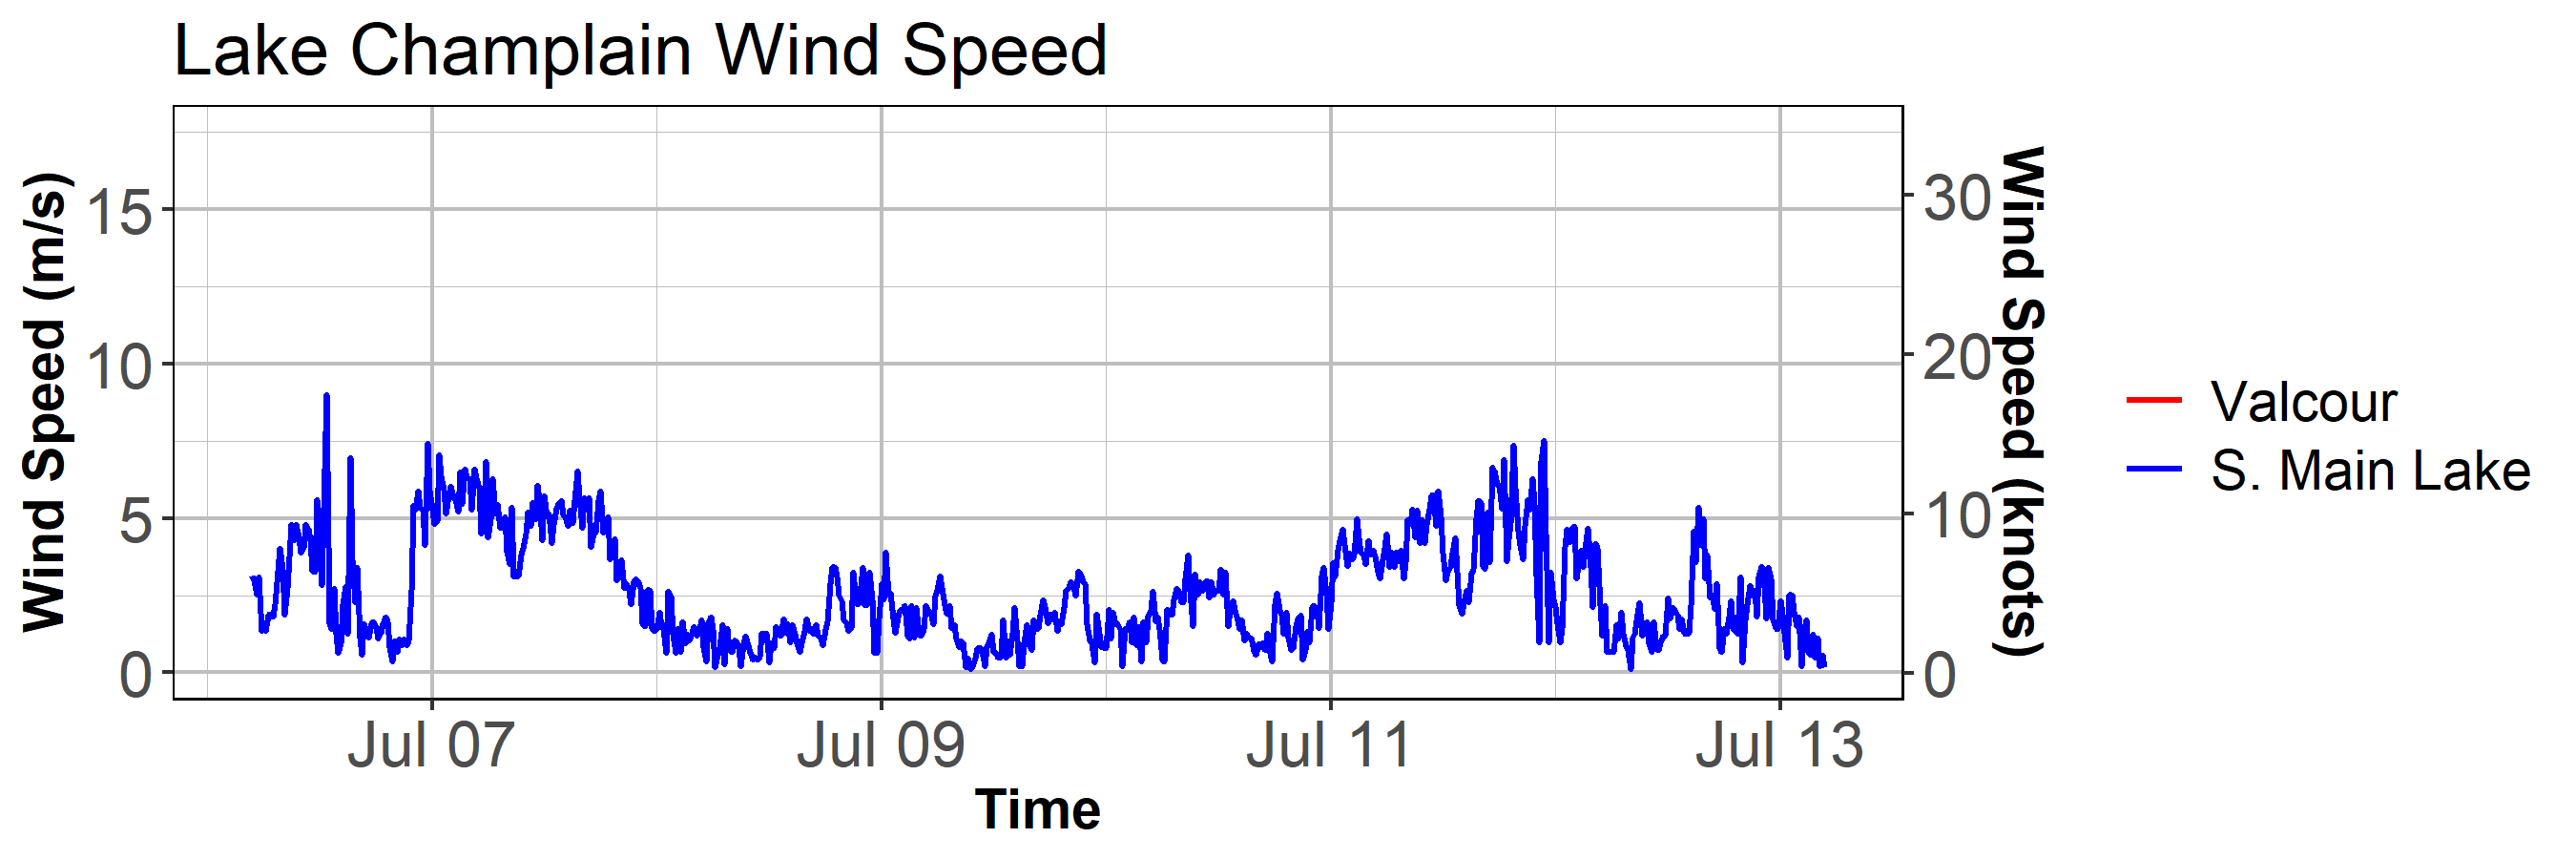 Lake Champlain Wind Speed
Wind Speed (m/s)
15
10
5
0
30
20
10
0
Wind Speed (knots)
Jul 07
Jul 09
Jul 11
Jul 13
Time
Valcour
S. Main Lake